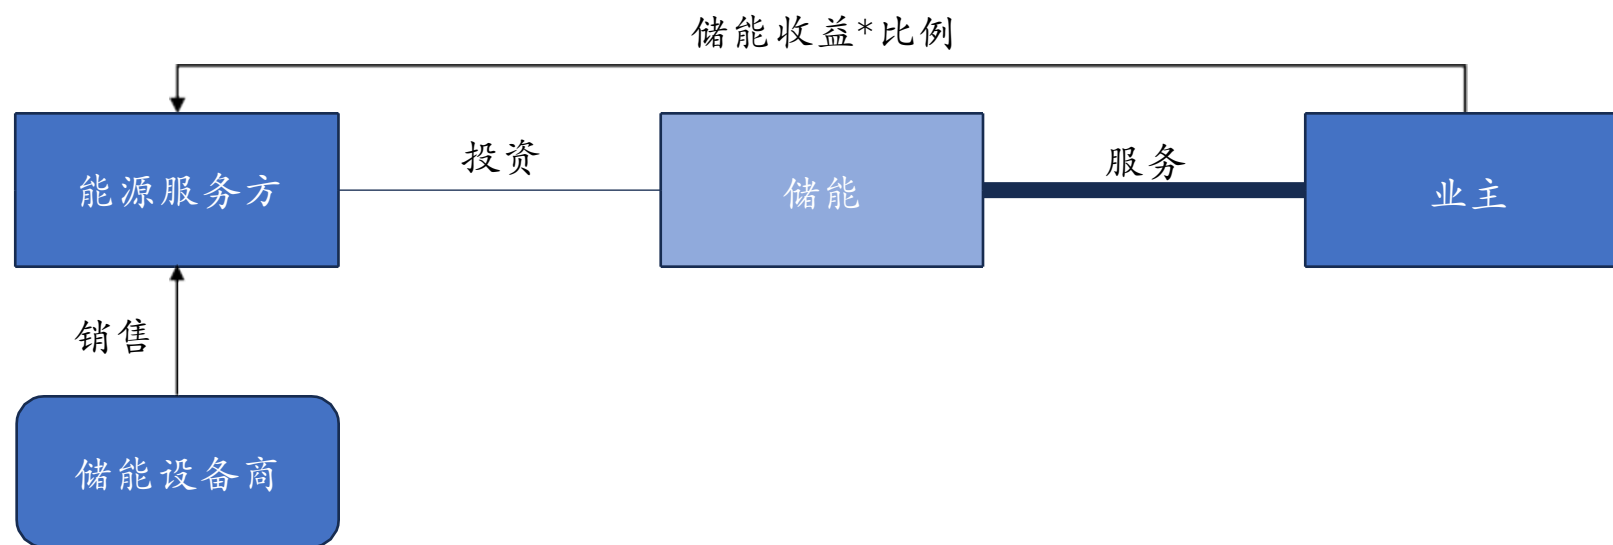 储能收益*比例
能源服务方
投资
储能
服务
业主
销售
储能设备商